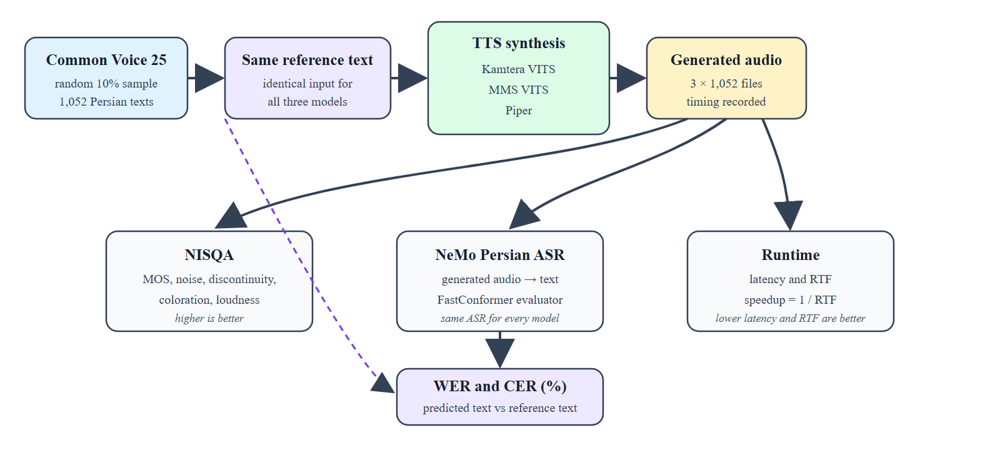 Common Voice 25
random 10% sample
1,052 Persian texts
Same reference text
identical input for
all three models
TTS synthesis
Kamtera VITS
MMS VITS
Piper
Generated audio
3 × 1,052 files
timing recorded
NISQA
MOS, noise, discontinuity,
coloration, loudness
higher is better
NeMo Persian ASR
generated audio → text
FastConformer evaluator
same ASR for every model
Runtime
latency and RTF
speedup = 1 / RTF
lower latency and RTF are better
WER and CER (%)
predicted text vs reference text